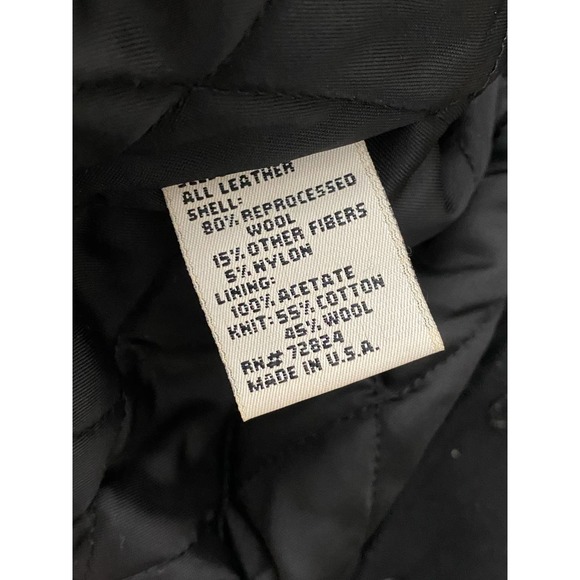 ALL LEATHER
SHELL:
80% REPROCESSED
WOOL
15% OTHER FIBERS
5% NYLON
LINING:
100% ACETATE
KNIT: 55% COTTON
45% WOOL
RN# 72824
MADE IN U.S.A.